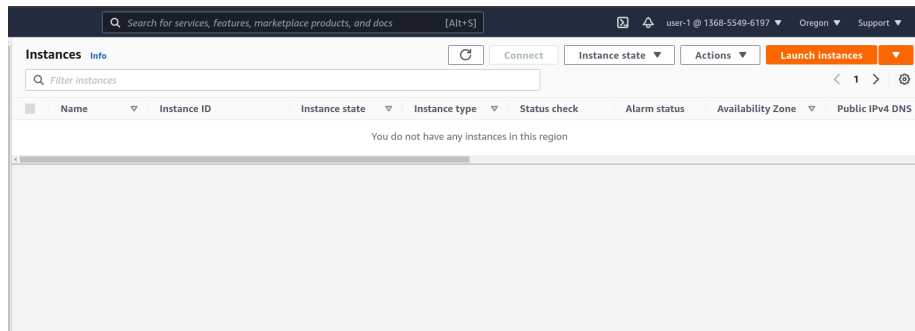 Search for services, features, marketplace products, and docs [Alt+S] user-1 @ 1368-5549-6197 ▼ Oregon ▼ Support ▼
Instances Info Connect Instance state ▼ Actions ▼ Launch instances ▼
Filter instances < 1 >
Name Instance ID Instance state Instance type Status check Alarm status Availability Zone Public IPv4 DNS
You do not have any instances in this region